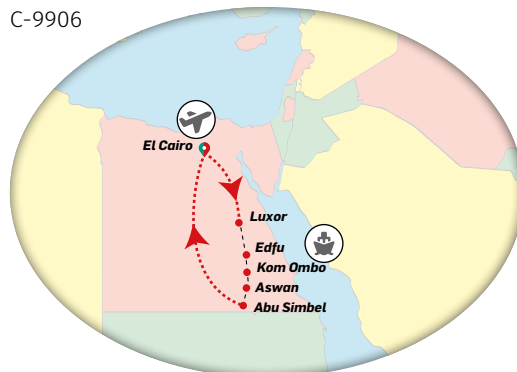 C-9906
El Cairo
Luxor
Edfu
Kom Ombo
Aswan
Abu Simbel